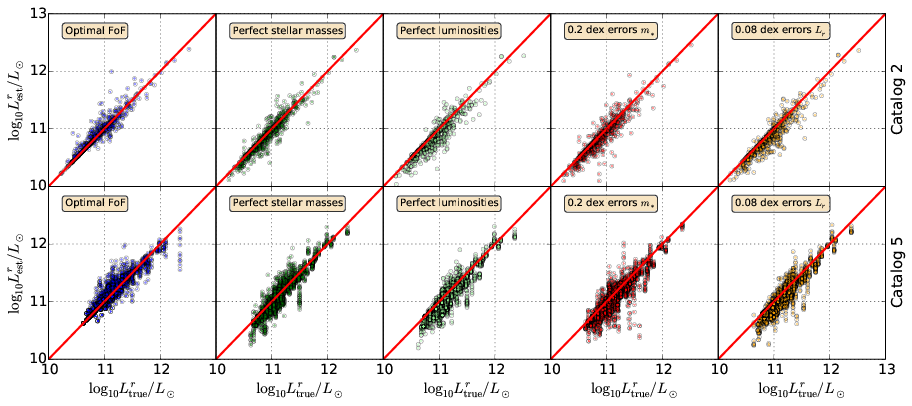 Optimal FoF Perfect stellar masses Perfect luminosities 0.2 dex errors m⋆ 0.08 dex errors Lr
13
12
11
10
log10 L^r_est/L⊙
Catalog 2
Optimal FoF Perfect stellar masses Perfect luminosities 0.2 dex errors m⋆ 0.08 dex errors Lr
12
11
10
log10 L^r_est/L⊙
Catalog 5
10 11 12 10 11 12 10 11 12 10 11 12 10 11 12 13
log10 L^r_true/L⊙ log10 L^r_true/L⊙ log10 L^r_true/L⊙ log10 L^r_true/L⊙ log10 L^r_true/L⊙